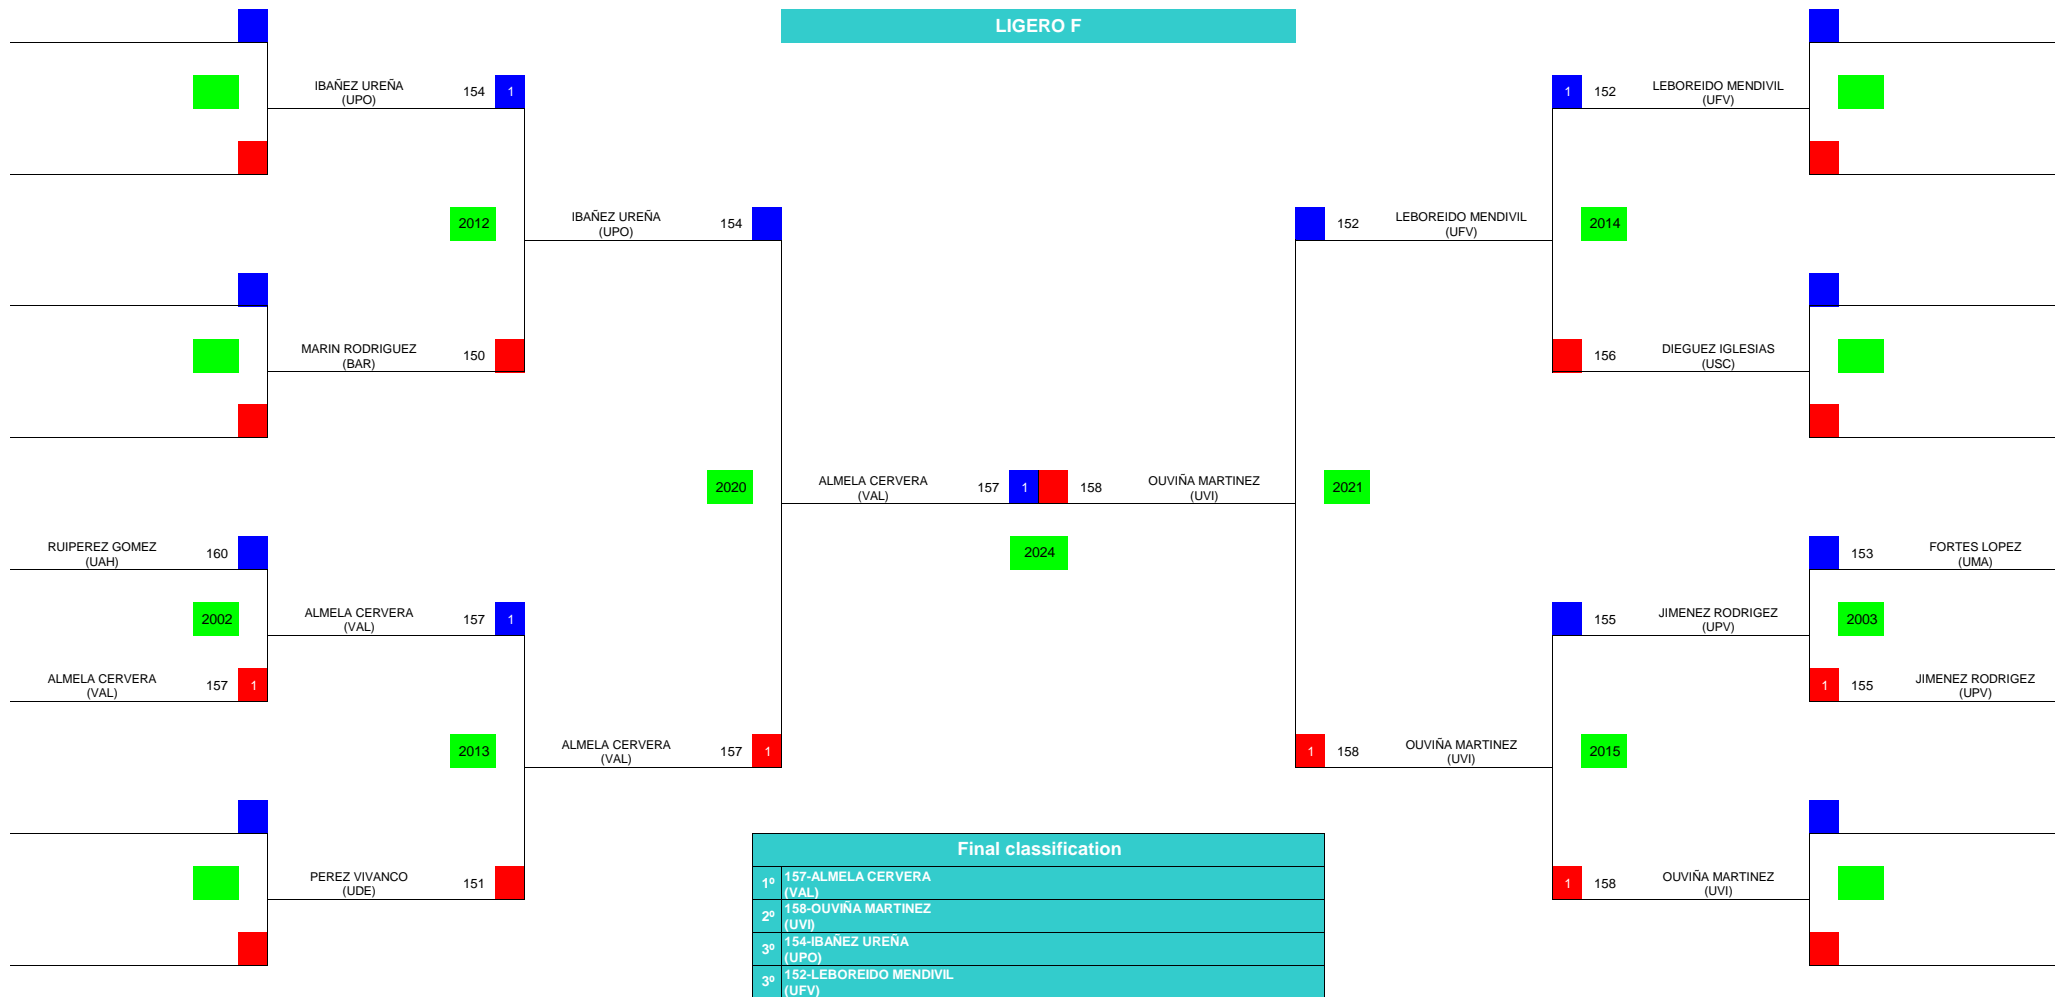 LIGERO F
IBAÑEZ UREÑA
(UPO)
154
1
1
152
LEBOREIDO MENDIVIL
(UFV)
2012
IBAÑEZ UREÑA
(UPO)
154
152
LEBOREIDO MENDIVIL
(UFV)
2014
MARIN RODRIGUEZ
(BAR)
150
156
DIEGUEZ IGLESIAS
(USC)
2020
ALMELA CERVERA
(VAL)
157
1
158
OUVIÑA MARTINEZ
(UVI)
2021
2024
RUIPEREZ GOMEZ
(UAH)
160
153
FORTES LOPEZ
(UMA)
2002
ALMELA CERVERA
(VAL)
157
1
155
JIMENEZ RODRIGEZ
(UPV)
2003
ALMELA CERVERA
(VAL)
157
1
1
155
JIMENEZ RODRIGEZ
(UPV)
2013
ALMELA CERVERA
(VAL)
157
1
1
158
OUVIÑA MARTINEZ
(UVI)
2015
PEREZ VIVANCO
(UDE)
151
1
158
OUVIÑA MARTINEZ
(UVI)
Final classification
1º 157-ALMELA CERVERA
(VAL)
2º 158-OUVIÑA MARTINEZ
(UVI)
3º 154-IBAÑEZ UREÑA
(UPO)
3º 152-LEBOREIDO MENDIVIL
(UFV)